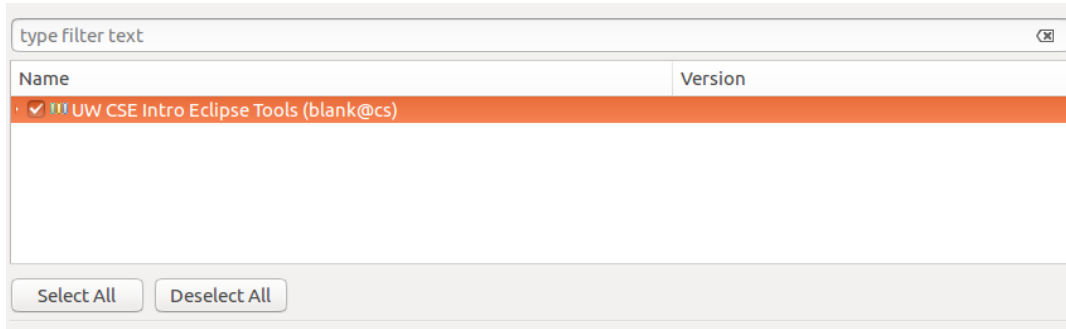 type filter text
Name Version
UW CSE Intro Eclipse Tools (blank@cs)
Select All Deselect All